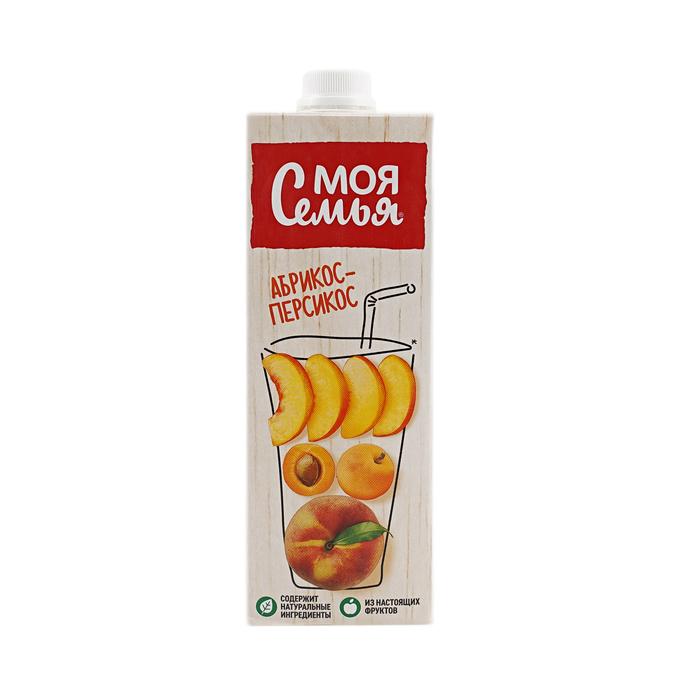 МОЯ
Семья®
АБРИКОС-
ПЕРСИКОС
*
СОДЕРЖИТ
НАТУРАЛЬНЫЕ
ИНГРЕДИЕНТЫ
ИЗ НАСТОЯЩИХ
ФРУКТОВ